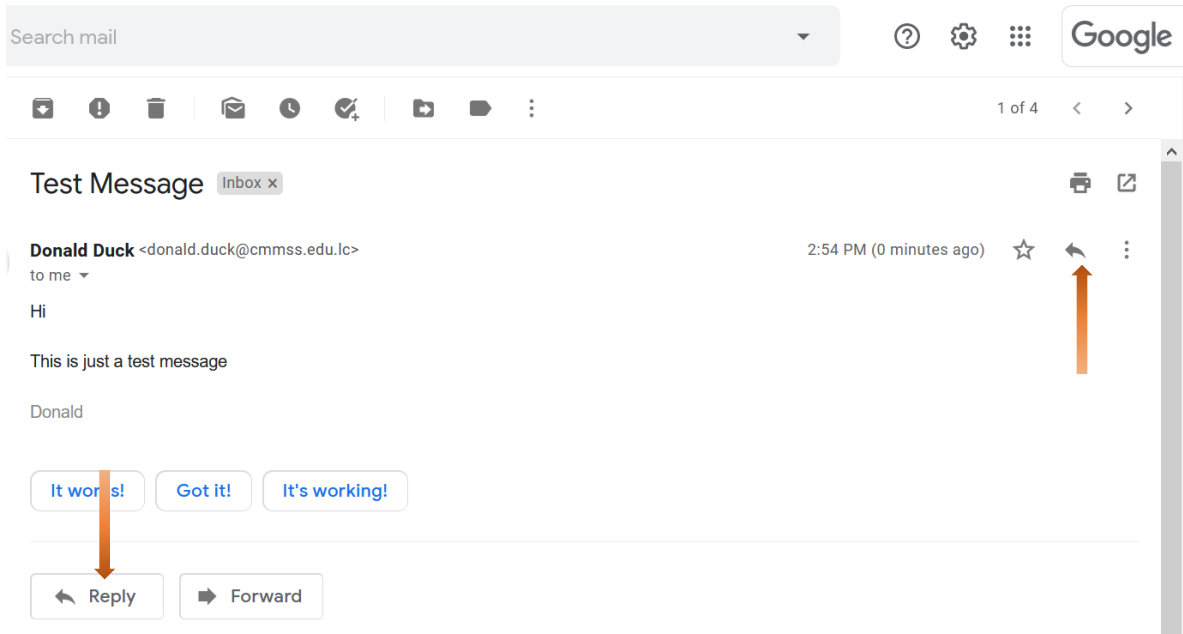 Search mail
Google
1 of 4
Test Message Inbox x
Donald Duck <donald.duck@cmmss.edu.lc> 2:54 PM (0 minutes ago)
to me
Hi
This is just a test message
Donald
It works! Got it! It's working!
Reply Forward